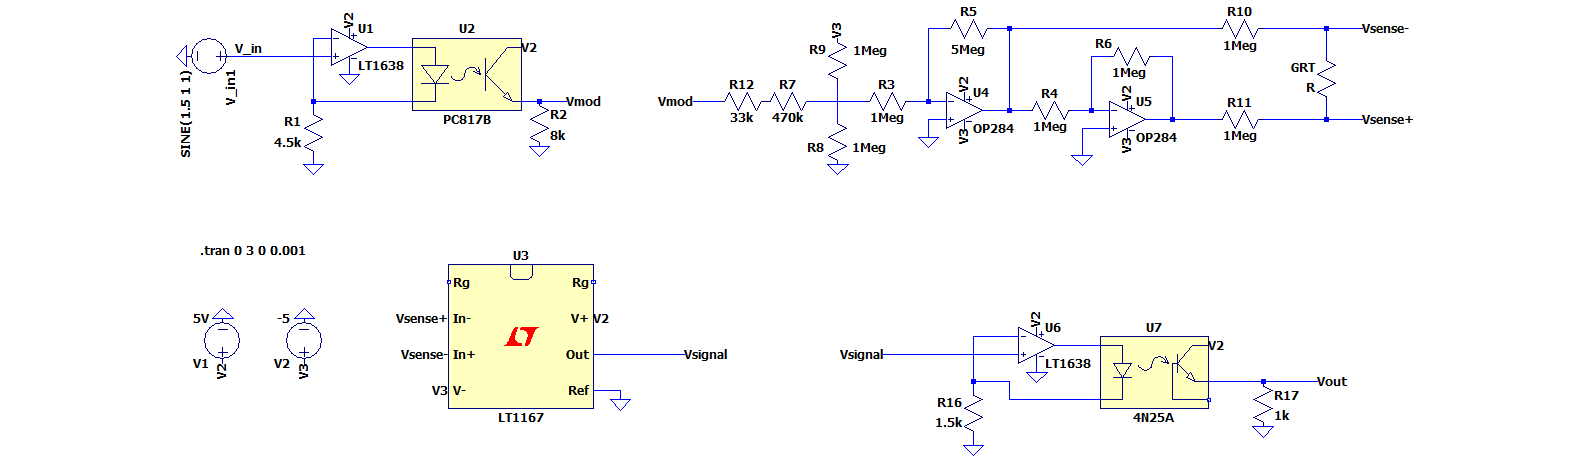 V_in
V_in1
SINE(1.5 1 1)
V2
U1
LT1638
R1
4.5k
U2
V2
PC817B
Vmod
R2
8k
Vmod
R12
33k
R7
470k
V3
R9
1Meg
R8
1Meg
R3
1Meg
R5
5Meg
V2
U4
V3
OP284
R4
1Meg
R6
1Meg
V2
U5
V3
OP284
R10
1Meg
R11
1Meg
Vsense-
GRT
R
Vsense+
.tran 0 3 0 0.001
5V
V1
V2
-5
V2
V3
U3
Rg
Rg
Vsense+ In-
V+ V2
Vsense- In+
Out
Vsignal
V3 V-
Ref
LT1167
Vsignal
V2
U6
LT1638
R16
1.5k
U7
V2
4N25A
Vout
R17
1k